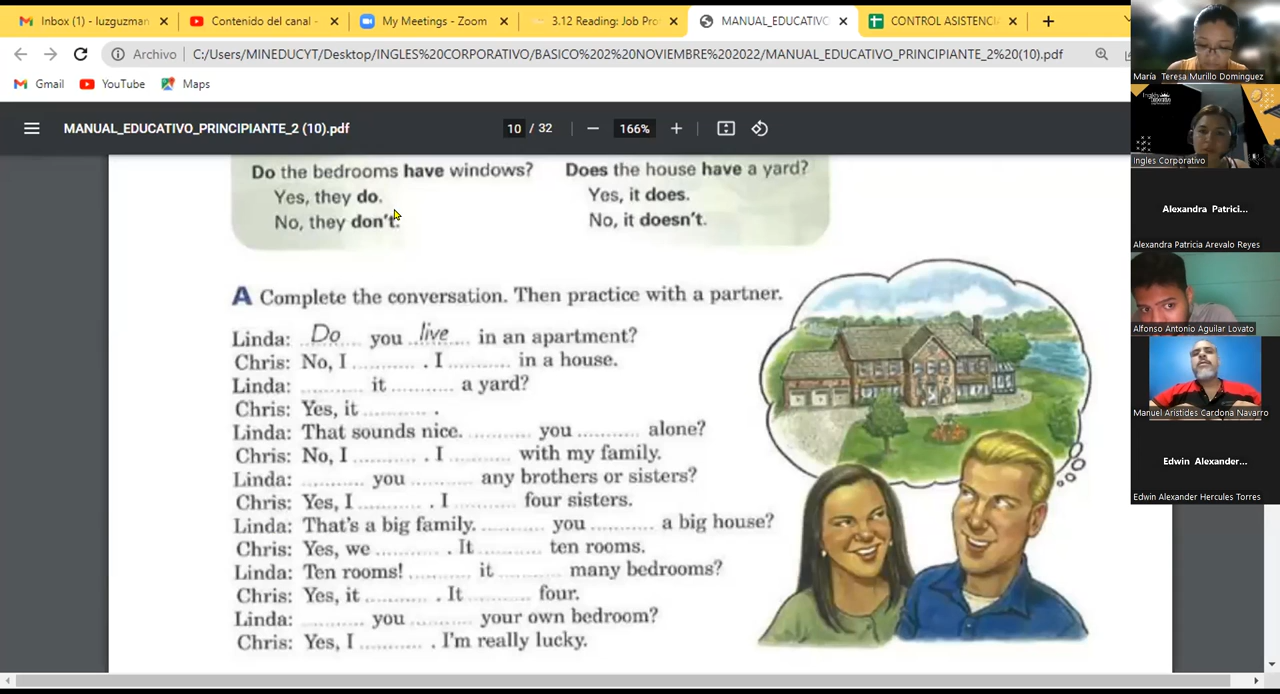 Inbox (1) - luzguzman
Contenido del canal -
My Meetings - Zoom
3.12 Reading: Job Pro
MANUAL_EDUCATIVO
CONTROL ASISTENCI
Archivo
C:/Users/MINEDUCYT/Desktop/INGLES%20CORPORATIVO/BASICO%202%20NOVIEMBRE%202022/MANUAL_EDUCATIVO_PRINCIPIANTE_2%20(10).pdf
Gmail
YouTube
Maps
MANUAL_EDUCATIVO_PRINCIPIANTE_2 (10).pdf
10 / 32
166%
Do the bedrooms have windows?
Yes, they do.
No, they don't.
Does the house have a yard?
Yes, it does.
No, it doesn't.
A Complete the conversation. Then practice with a partner.
Linda: Do you live in an apartment?
Chris: No, I .......... . I .......... in a house.
Linda: .......... it .......... a yard?
Chris: Yes, it .......... .
Linda: That sounds nice. .......... you .......... alone?
Chris: No, I .......... . I .......... with my family.
Linda: .......... you .......... any brothers or sisters?
Chris: Yes, I .......... . I .......... four sisters.
Linda: That's a big family. .......... you .......... a big house?
Chris: Yes, we .......... . It .......... ten rooms.
Linda: Ten rooms! .......... it .......... many bedrooms?
Chris: Yes, it .......... . It .......... four.
Linda: .......... you .......... your own bedroom?
Chris: Yes, I .......... . I'm really lucky.
María Teresa Murillo Dominguez
Ingles Corporativo
Alexandra Patrici...
Alexandra Patricia Arevalo Reyes
Alfonso Antonio Aguilar Lovato
Manuel Aristides Cardona Navarro
Edwin Alexander...
Edwin Alexander Hercules Torres